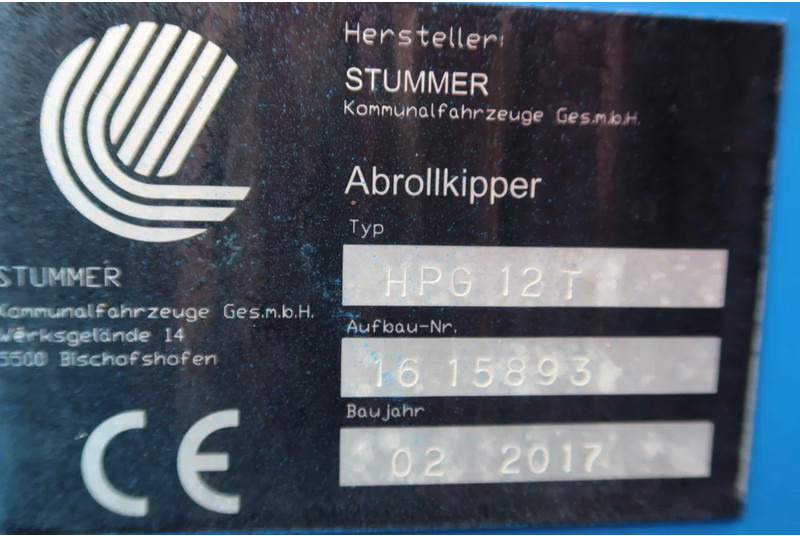 Hersteller:
STUMMER
Kommunalfahrzeuge Ges.m.b.H.
Abrollkipper
Typ
HPG 12 T
Aufbau-Nr.
16 15893
Baujahr
02 2017
STUMMER
Kommunalfahrzeuge Ges.m.b.H.
Werksgelände 14
5500 Bischofshofen
CE